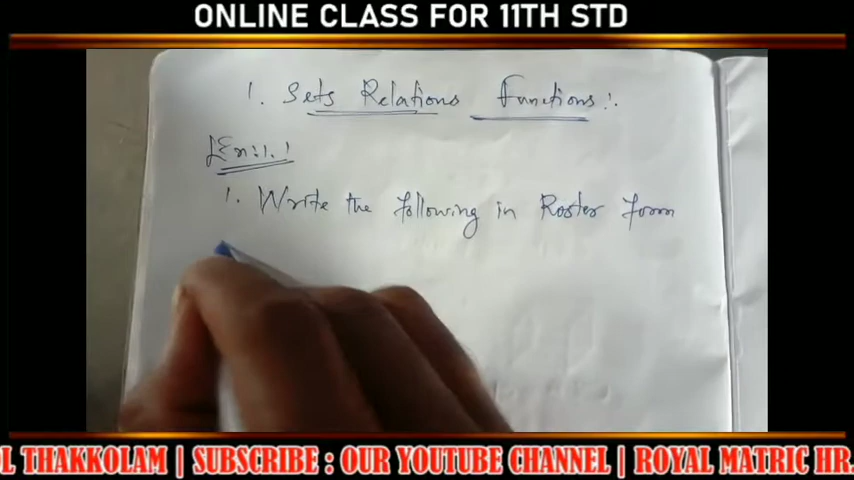 ONLINE CLASS FOR 11TH STD
1. Sets Relations Functions:.
Ex:1.1
1. Write the following in Roster form
L THAKKOLAM | SUBSCRIBE : OUR YOUTUBE CHANNEL | ROYAL MATRIC HR.